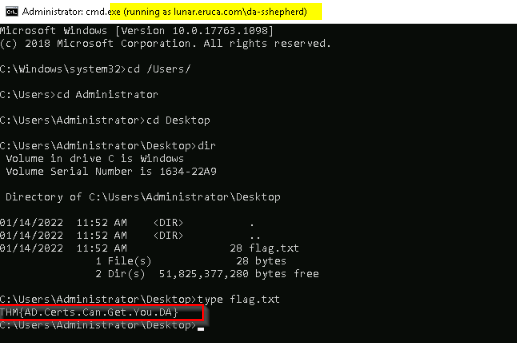 Administrator: cmd.exe (running as lunar.eruca.com\da-sshepherd)
Microsoft Windows [Version 10.0.17763.1098]
(c) 2018 Microsoft Corporation. All rights reserved.
C:\Windows\system32>cd /Users/
C:\Users>cd Administrator
C:\Users\Administrator>cd Desktop
C:\Users\Administrator\Desktop>dir
Volume in drive C is Windows
Volume Serial Number is 1634-22A9
Directory of C:\Users\Administrator\Desktop
01/14/2022  11:52 AM    <DIR>          .
01/14/2022  11:52 AM    <DIR>          ..
01/14/2022  11:52 AM                28 flag.txt
1 File(s)             28 bytes
2 Dir(s)  51,825,377,280 bytes free
C:\Users\Administrator\Desktop>type flag.txt
THM{AD.Certs.Can.Get.You.DA}
C:\Users\Administrator\Desktop>